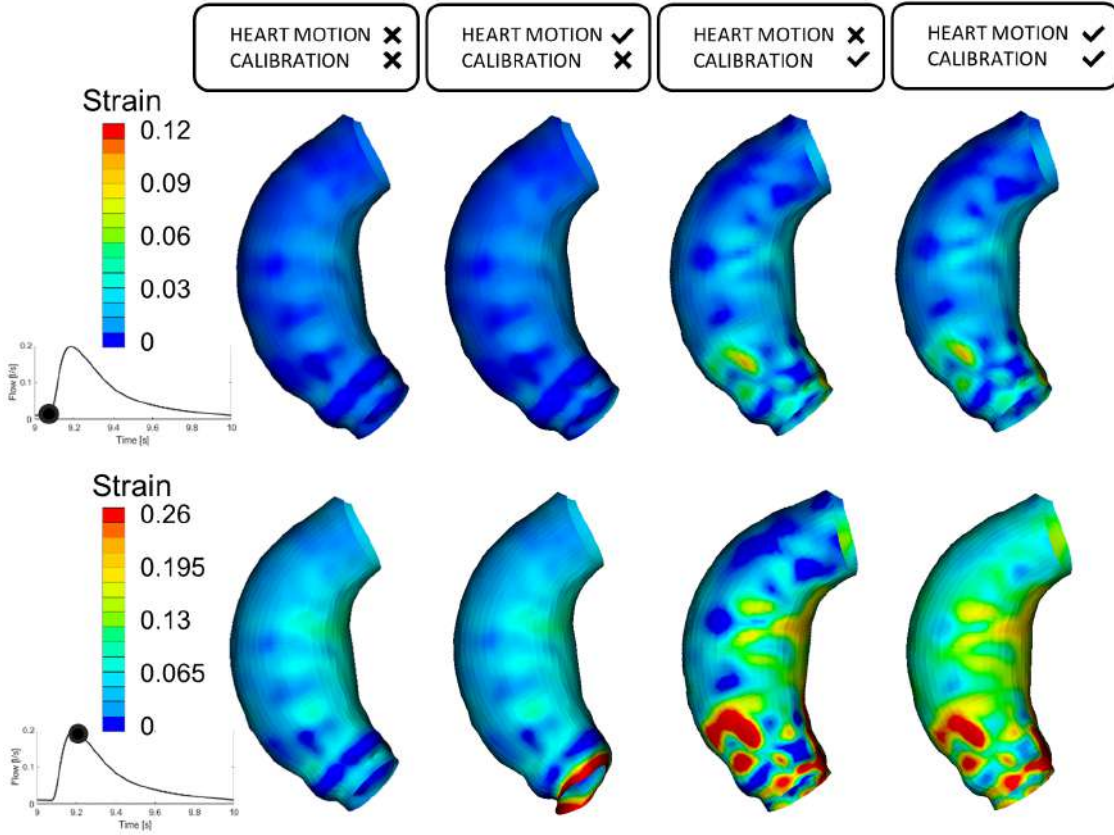 HEART MOTION ✖
CALIBRATION ✖
HEART MOTION ✔
CALIBRATION ✖
HEART MOTION ✖
CALIBRATION ✔
HEART MOTION ✔
CALIBRATION ✔
Strain
0.12
0.09
0.06
0.03
0
Flow [l/s]
0.2
0.1
0
9
9.2
9.4
9.6
9.8
10
Time [s]
Strain
0.26
0.195
0.13
0.065
0
Flow [l/s]
0.2
0.1
0
9
9.2
9.4
9.6
9.8
10
Time [s]